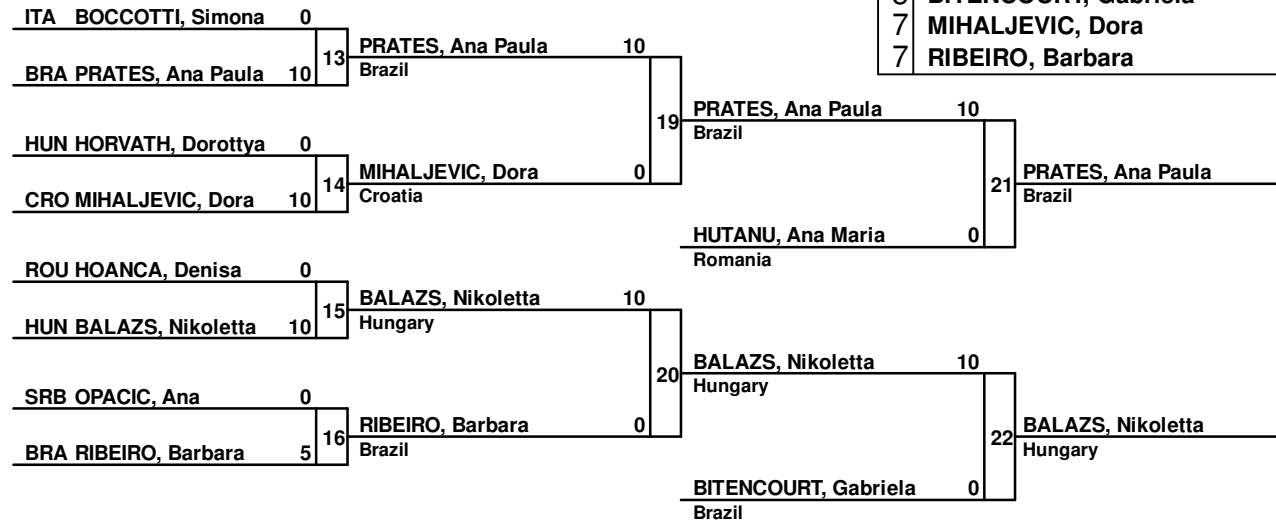 ITA BOCCOTTI, Simona 0
BRA PRATES, Ana Paula 10
13
PRATES, Ana Paula 10
Brazil
HUN HORVATH, Dorottya 0
CRO MIHALJEVIC, Dora 10
14
MIHALJEVIC, Dora 0
Croatia
19
PRATES, Ana Paula 10
Brazil
HUTANU, Ana Maria 0
Romania
21
PRATES, Ana Paula
Brazil
ROU HOANCA, Denisa 0
HUN BALAZS, Nikoletta 10
15
BALAZS, Nikoletta 10
Hungary
SRB OPACIC, Ana 0
BRA RIBEIRO, Barbara 5
16
RIBEIRO, Barbara 0
Brazil
20
BALAZS, Nikoletta 10
Hungary
BITENCOURT, Gabriela 0
Brazil
22
BALAZS, Nikoletta
Hungary
BITENCOURT, Gabriela
7 MIHALJEVIC, Dora
7 RIBEIRO, Barbara